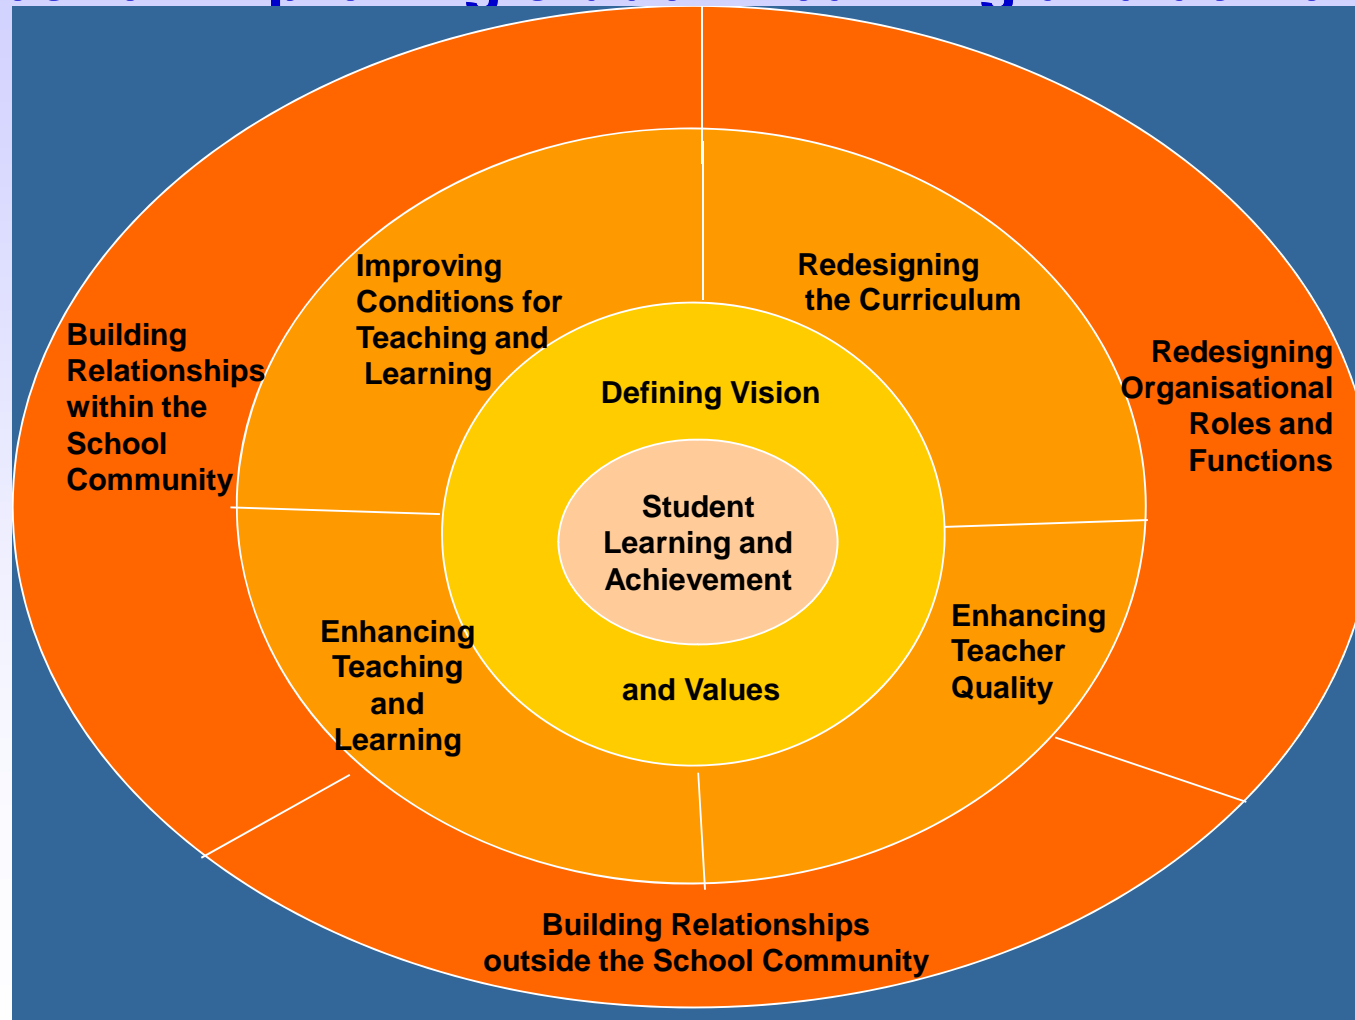 Improving
Conditions for
Teaching and
Learning
Redesigning
the Curriculum
Building
Relationships
within the
School
Community
Redesigning
Organisational
Roles and
Functions
Defining Vision
Student
Learning and
Achievement
and Values
Enhancing
Teaching
and
Learning
Enhancing
Teacher
Quality
Building Relationships
outside the School Community